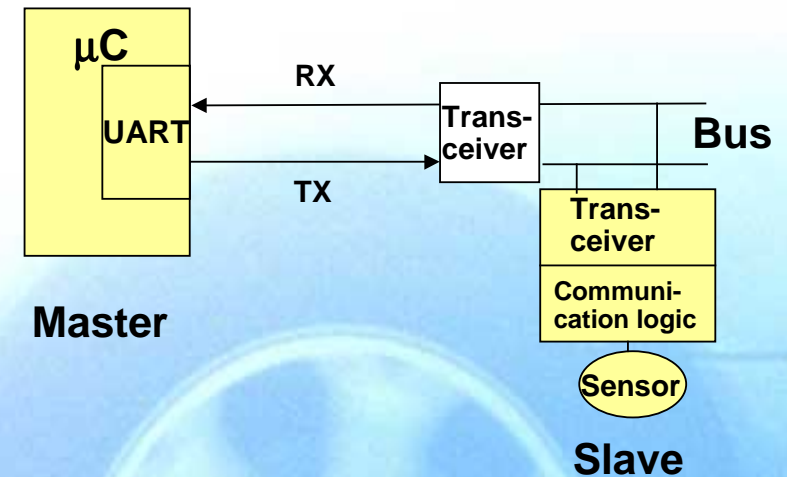 μC
UART
RX
TX
Trans-
ceiver
Bus
Trans-
ceiver
Communi-
cation logic
Sensor
Master
Slave